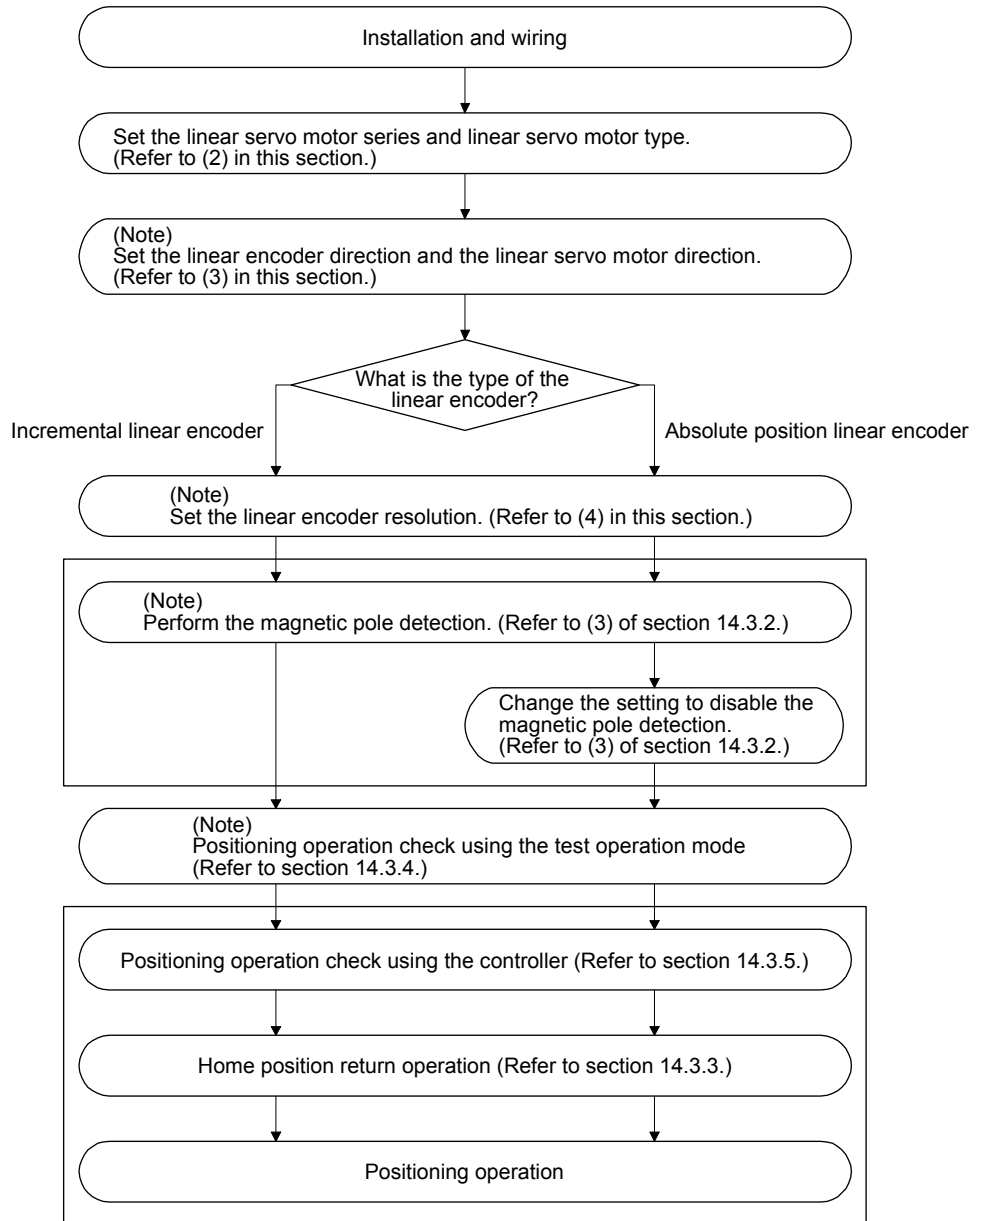 Installation and wiring
Set the linear servo motor series and linear servo motor type.
(Refer to (2) in this section.)
(Note)
Set the linear encoder direction and the linear servo motor direction.
(Refer to (3) in this section.)
What is the type of the
linear encoder?
Incremental linear encoder
Absolute position linear encoder
(Note)
Set the linear encoder resolution. (Refer to (4) in this section.)
(Note)
Perform the magnetic pole detection. (Refer to (3) of section 14.3.2.)
Change the setting to disable the
magnetic pole detection.
(Refer to (3) of section 14.3.2.)
(Note)
Positioning operation check using the test operation mode
(Refer to section 14.3.4.)
Positioning operation check using the controller (Refer to section 14.3.5.)
Home position return operation (Refer to section 14.3.3.)
Positioning operation